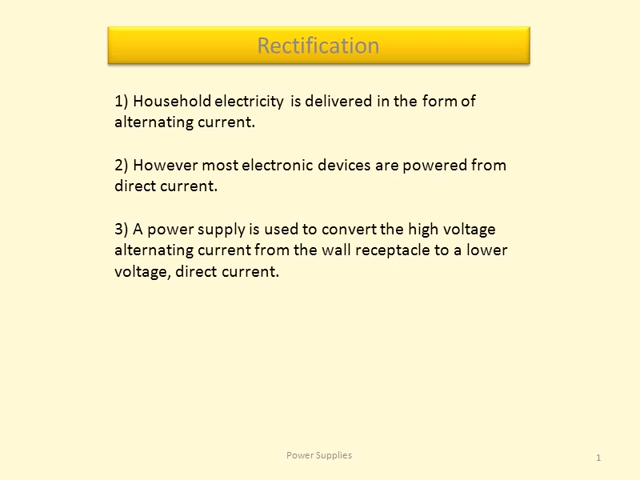 Rectification
1) Household electricity is delivered in the form of
alternating current.
2) However most electronic devices are powered from
direct current.
3) A power supply is used to convert the high voltage
alternating current from the wall receptacle to a lower
voltage, direct current.
Power Supplies
1